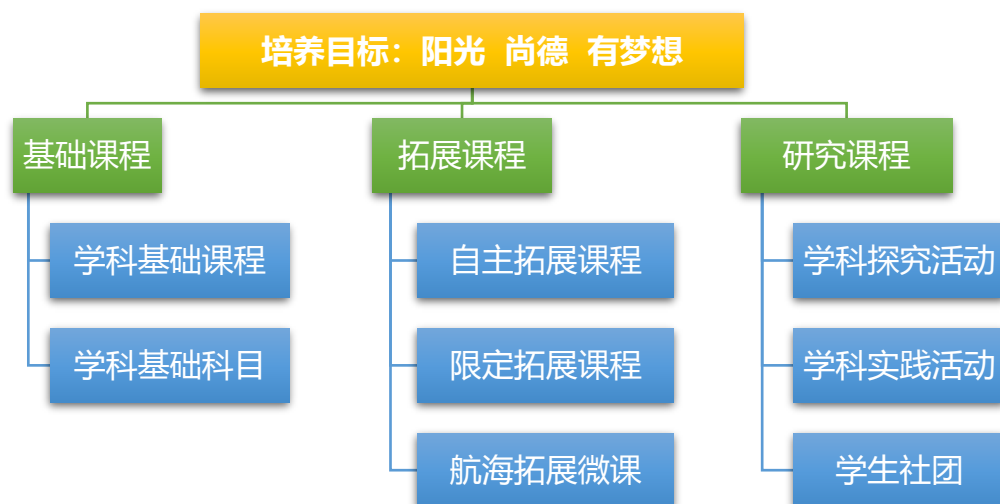 培养目标：阳光 尚德 有梦想
基础课程
学科基础课程
学科基础科目
拓展课程
自主拓展课程
限定拓展课程
航海拓展微课
研究课程
学科探究活动
学科实践活动
学生社团